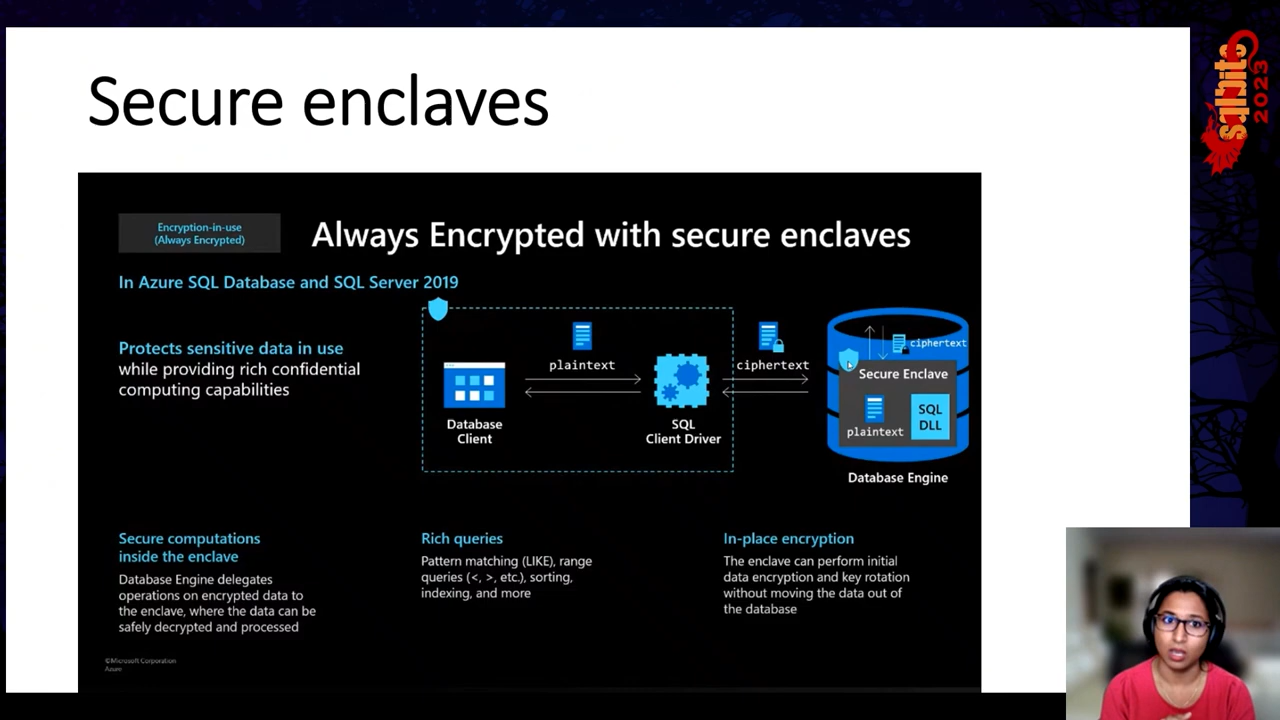 Secure enclaves
sqlbits
2023
Encryption-in-use
(Always Encrypted)
Always Encrypted with secure enclaves
In Azure SQL Database and SQL Server 2019
Protects sensitive data in use
while providing rich confidential
computing capabilities
plaintext
ciphertext
ciphertext
Secure Enclave
plaintext
SQL
DLL
Database
Client
SQL
Client Driver
Database Engine
Secure computations
inside the enclave
Database Engine delegates
operations on encrypted data to
the enclave, where the data can be
safely decrypted and processed
Rich queries
Pattern matching (LIKE), range
queries (<, >, etc.), sorting,
indexing, and more
In-place encryption
The enclave can perform initial
data encryption and key rotation
without moving the data out of
the database
©Microsoft Corporation
Azure